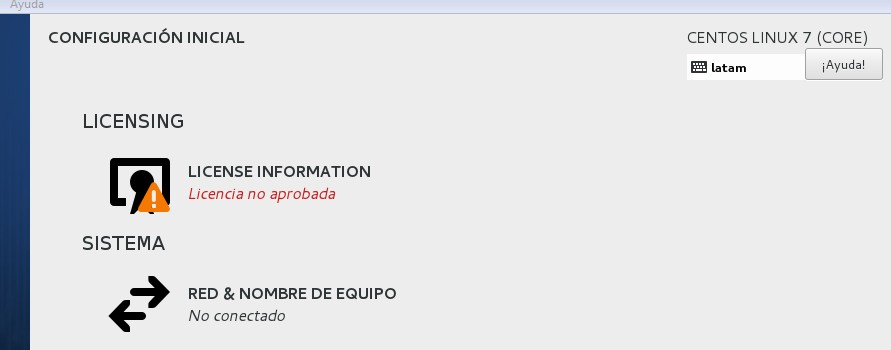 Ayuda
CONFIGURACIÓN INICIAL
CENTOS LINUX 7 (CORE)
latam
¡Ayuda!
LICENSING
LICENSE INFORMATION
Licencia no aprobada
SISTEMA
RED & NOMBRE DE EQUIPO
No conectado